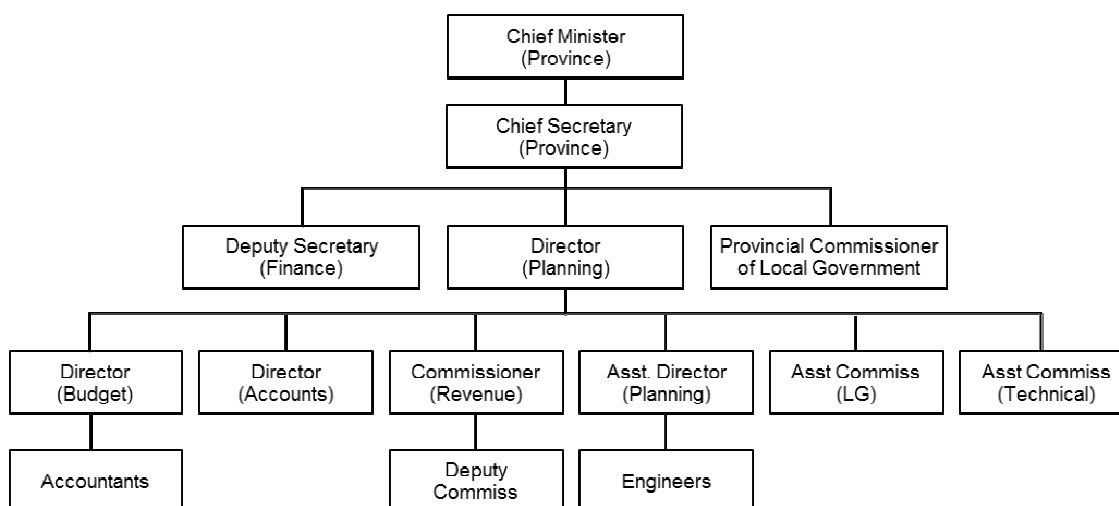 Chief Minister
(Province)
Chief Secretary
(Province)
Deputy Secretary
(Finance)
Director
(Planning)
Provincial Commissioner
of Local Government
Director
(Budget)
Director
(Accounts)
Commissioner
(Revenue)
Asst. Director
(Planning)
Asst Commiss
(LG)
Asst Commiss
(Technical)
Accountants
Deputy
Commiss
Engineers